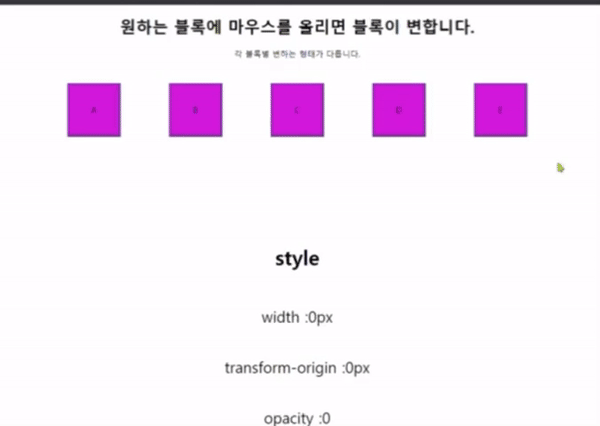 원하는 블록에 마우스를 올리면 블록이 변합니다.
각 블록별 변하는 형태가 다릅니다.
A B C D E
style
width :0px
transform-origin :0px
opacity :0